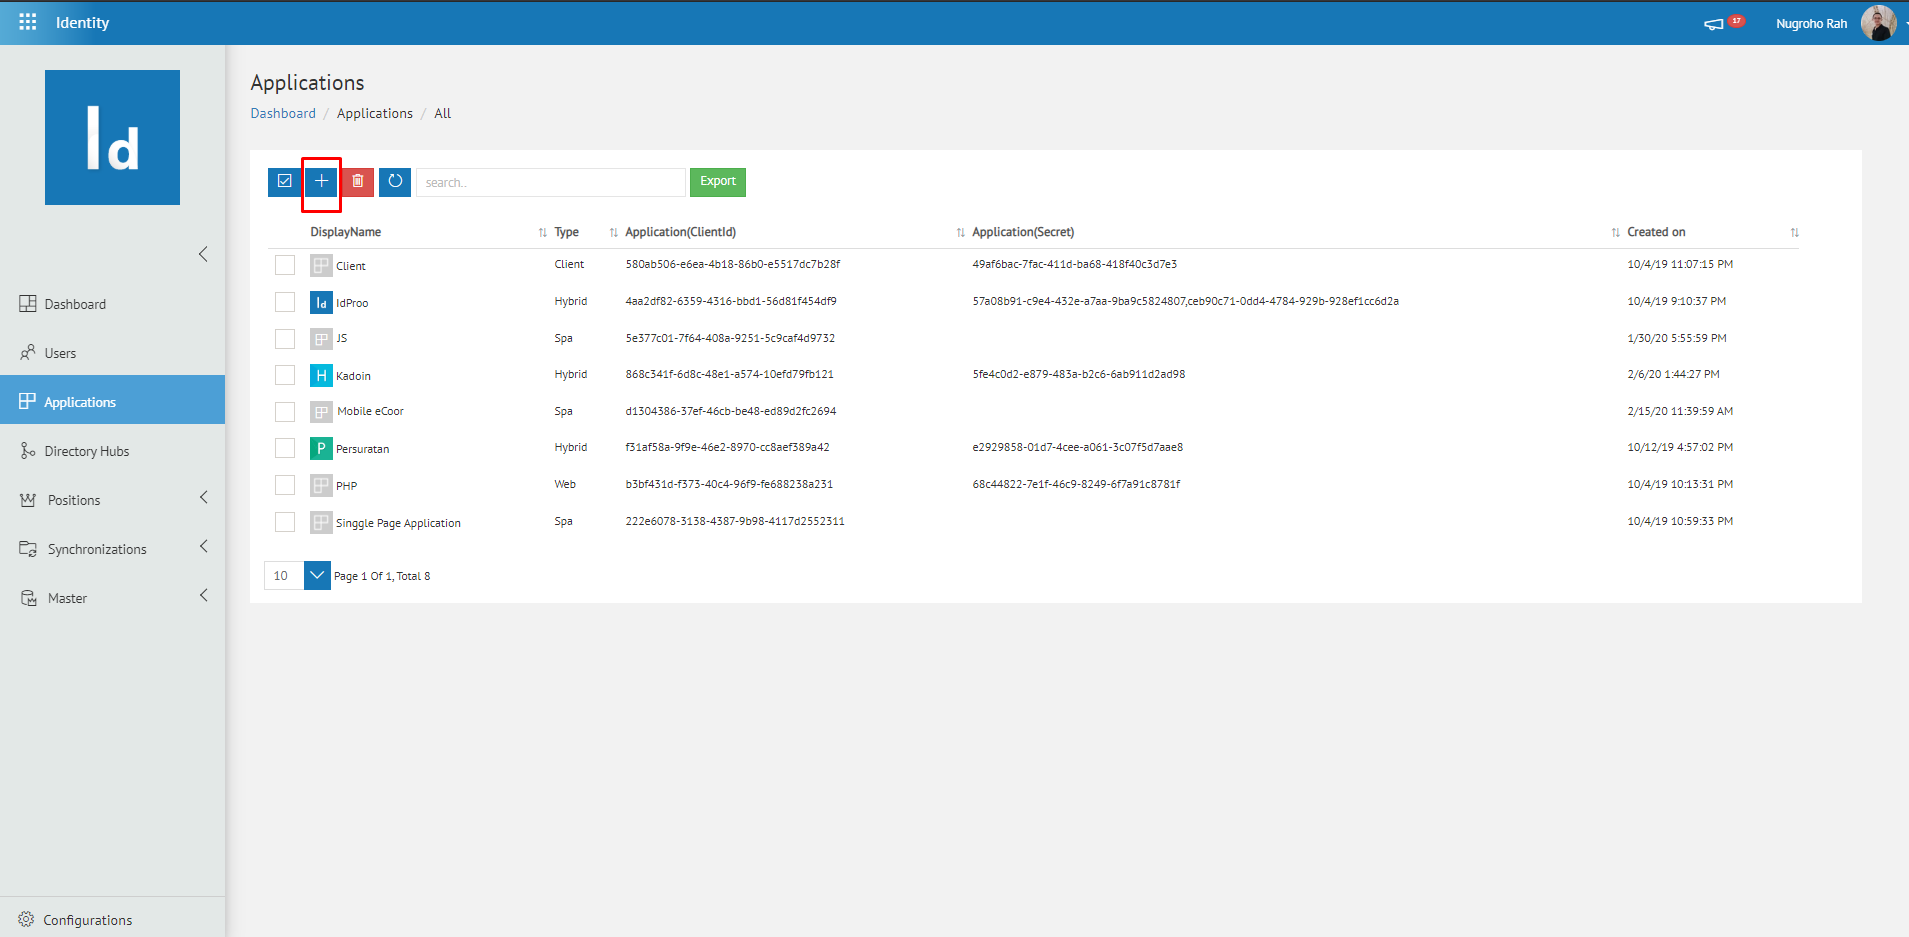 Identity
17
Nugroho Rah
Id
Applications
Dashboard / Applications / All
search..
Export
DisplayName Type Application(ClientId) Application(Secret) Created on
Client Client 580ab506-e6ea-4b18-86b0-e5517dc7b28f 49af6bac-7fac-411d-ba68-418f40c3d7e3 10/4/19 11:07:15 PM
Id IdProo Hybrid 4aa2df82-6359-4316-bbd1-56d81f454df9 57a08b91-c9e4-432e-a7aa-9ba9c5824807,ceb90c71-0dd4-4784-929b-928ef1cc6d2a 10/4/19 9:10:37 PM
JS Spa 5e377c01-7f64-408a-9251-5c9caf4d9732 1/30/20 5:55:59 PM
H Kadoin Hybrid 868c341f-6d8c-48e1-a574-10efd79fb121 5fe4c0d2-e879-483a-b2c6-6ab911d2ad98 2/6/20 1:44:27 PM
Mobile eCoor Spa d1304386-37ef-46cb-be48-ed89d2fc2694 2/15/20 11:39:59 AM
P Persuratan Hybrid f31af58a-9f9e-46e2-8970-cc8aef389a42 e2929858-01d7-4cee-a061-3c07f5d7aae8 10/12/19 4:57:02 PM
PHP Web b3bf431d-f373-40c4-96f9-fe688238a231 68c44822-7e1f-46c9-8249-6f7a91c8781f 10/4/19 10:13:31 PM
Singgle Page Application Spa 222e6078-3138-4387-9b98-4117d2552311 10/4/19 10:59:33 PM
10 Page 1 Of 1, Total 8
Dashboard
Users
Applications
Directory Hubs
Positions
Synchronizations
Master
Configurations